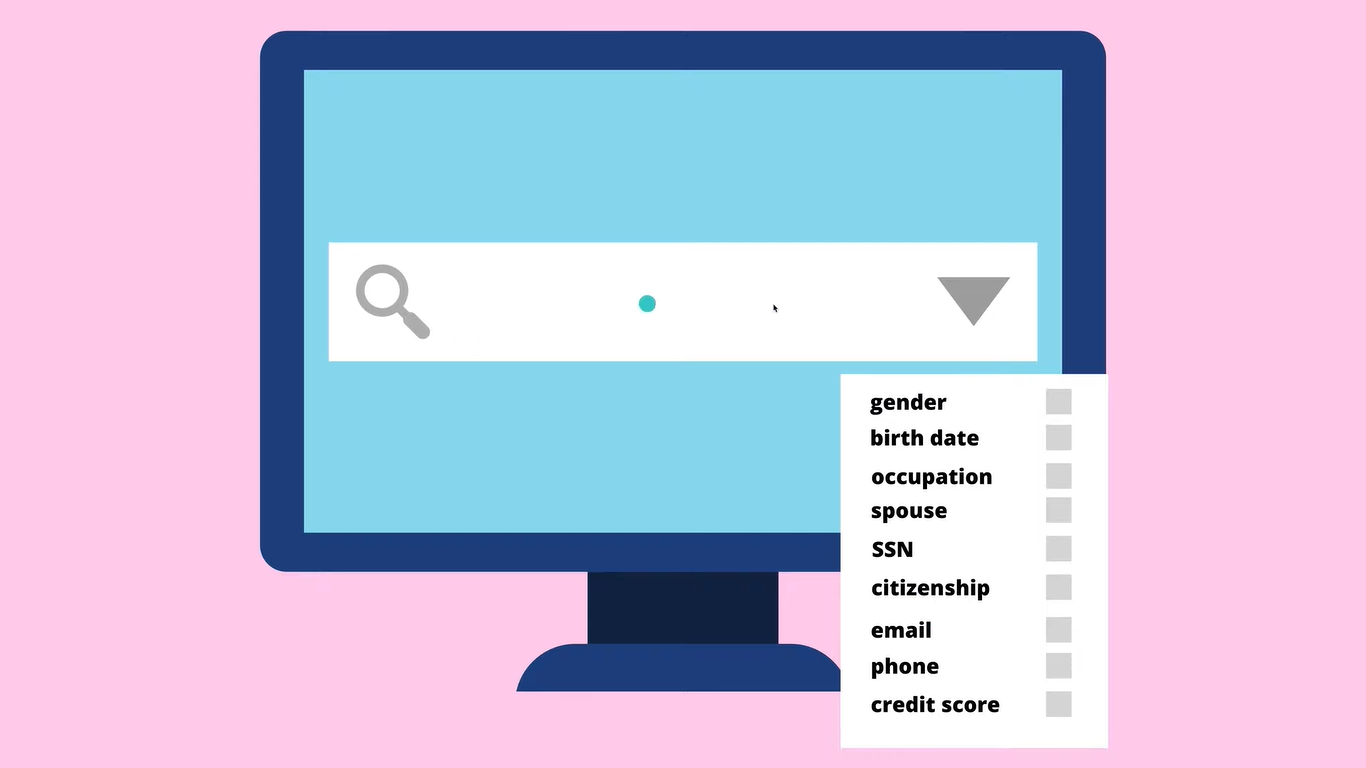 gender
birth date
occupation
spouse
SSN
citizenship
email
phone
credit score